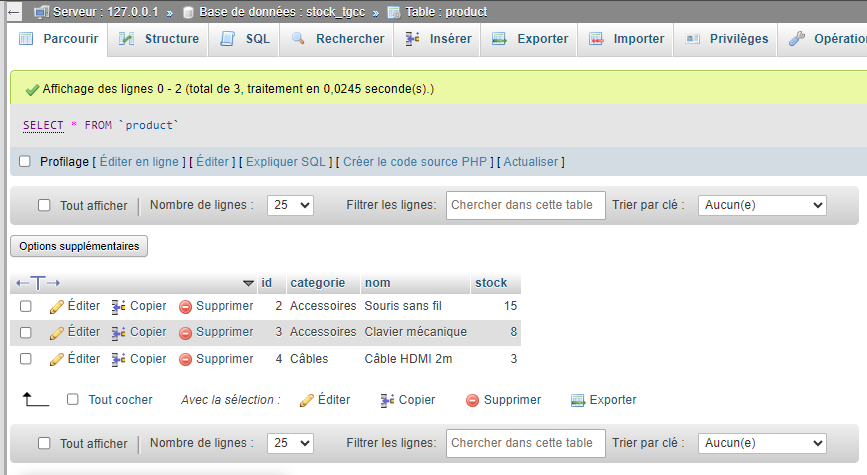 ← Serveur : 127.0.0.1 » Base de données : stock_tgcc » Table : product
Parcourir Structure SQL Rechercher Insérer Exporter Importer Privilèges Opératio
Affichage des lignes 0 - 2 (total de 3, traitement en 0,0245 seconde(s).)
SELECT * FROM `product`
Profilage [ Éditer en ligne ] [ Éditer ] [ Expliquer SQL ] [ Créer le code source PHP ] [ Actualiser ]
Tout afficher | Nombre de lignes : 25 Filtrer les lignes: Chercher dans cette table Trier par clé : Aucun(e)
Options supplémentaires
←T→ id categorie nom stock
Éditer Copier Supprimer 2 Accessoires Souris sans fil 15
Éditer Copier Supprimer 3 Accessoires Clavier mécanique 8
Éditer Copier Supprimer 4 Câbles Câble HDMI 2m 3
Tout cocher Avec la sélection : Éditer Copier Supprimer Exporter
Tout afficher | Nombre de lignes : 25 Filtrer les lignes: Chercher dans cette table Trier par clé : Aucun(e)